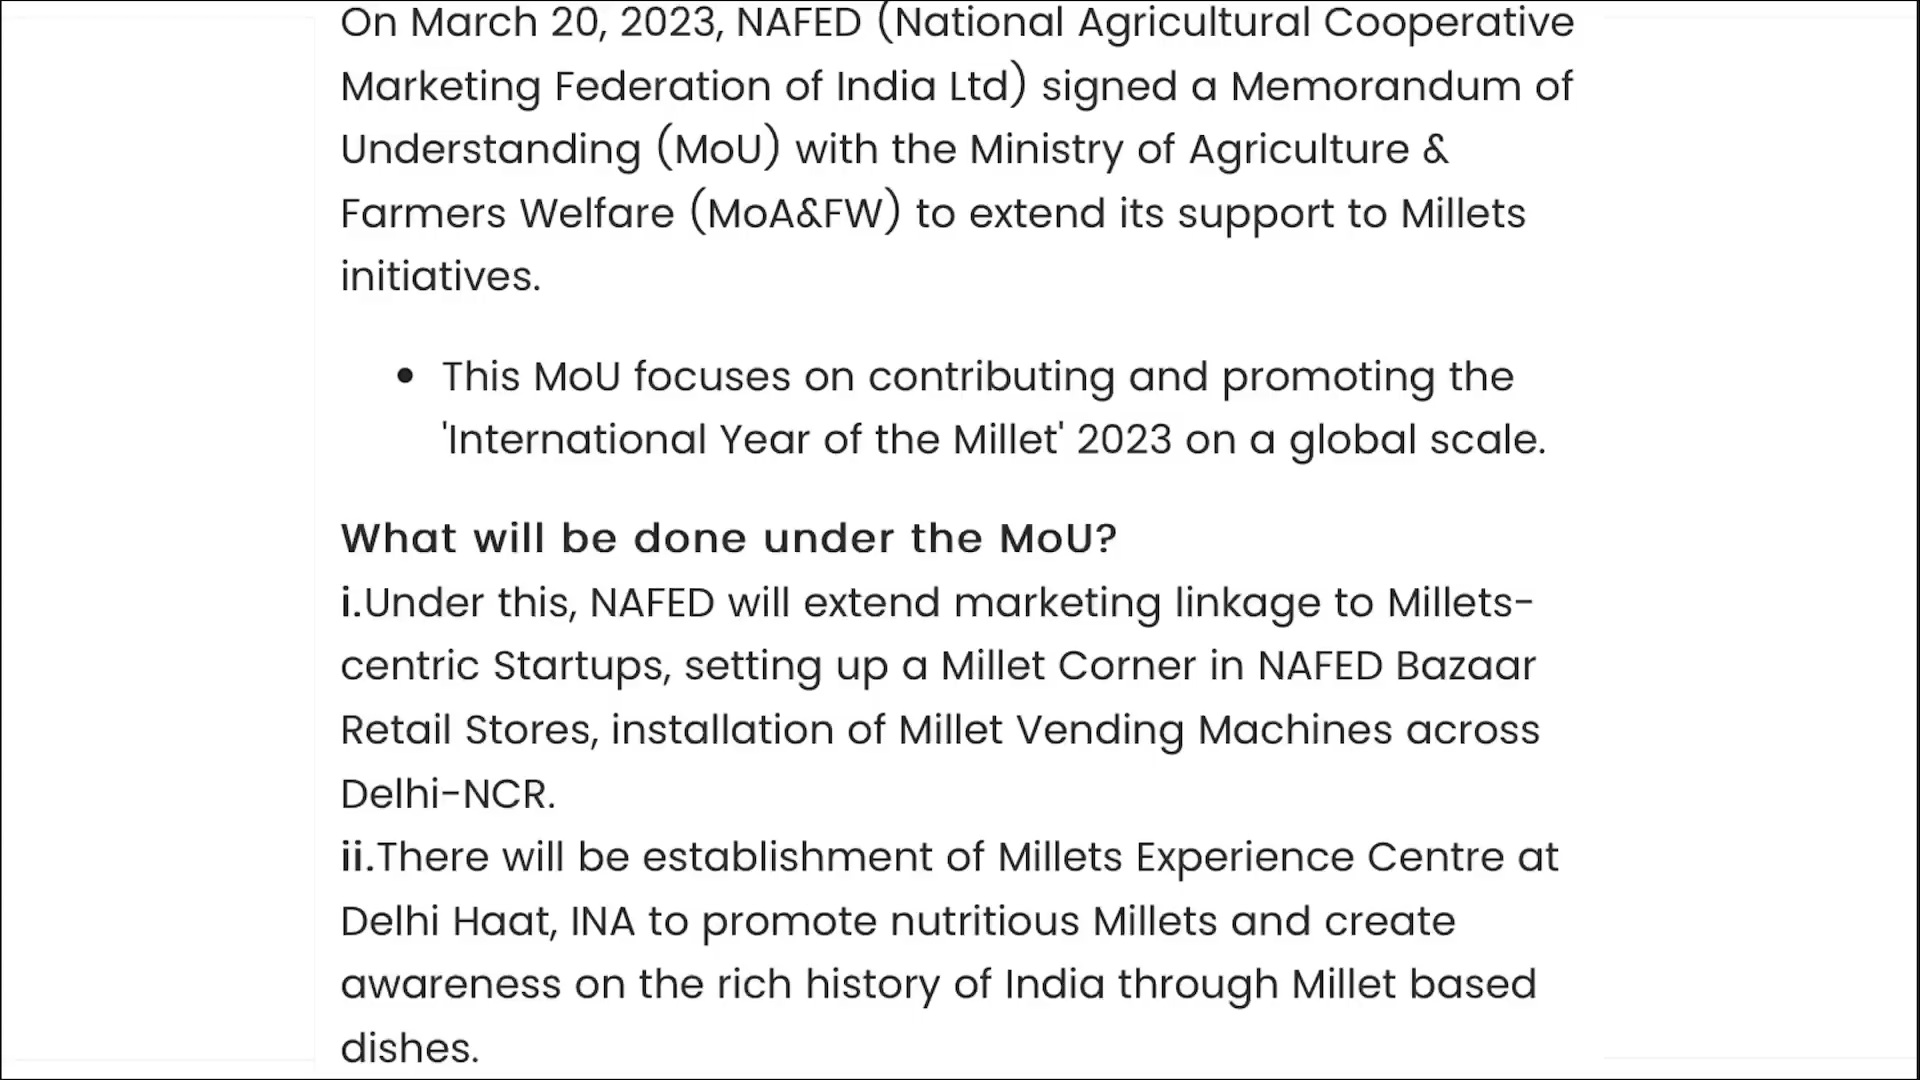 On March 20, 2023, NAFED (National Agricultural Cooperative
Marketing Federation of India Ltd) signed a Memorandum of
Understanding (MoU) with the Ministry of Agriculture &
Farmers Welfare (MoA&FW) to extend its support to Millets
initiatives.
• This MoU focuses on contributing and promoting the
'International Year of the Millet' 2023 on a global scale.
What will be done under the MoU?
i.Under this, NAFED will extend marketing linkage to Millets-
centric Startups, setting up a Millet Corner in NAFED Bazaar
Retail Stores, installation of Millet Vending Machines across
Delhi-NCR.
ii.There will be establishment of Millets Experience Centre at
Delhi Haat, INA to promote nutritious Millets and create
awareness on the rich history of India through Millet based
dishes.